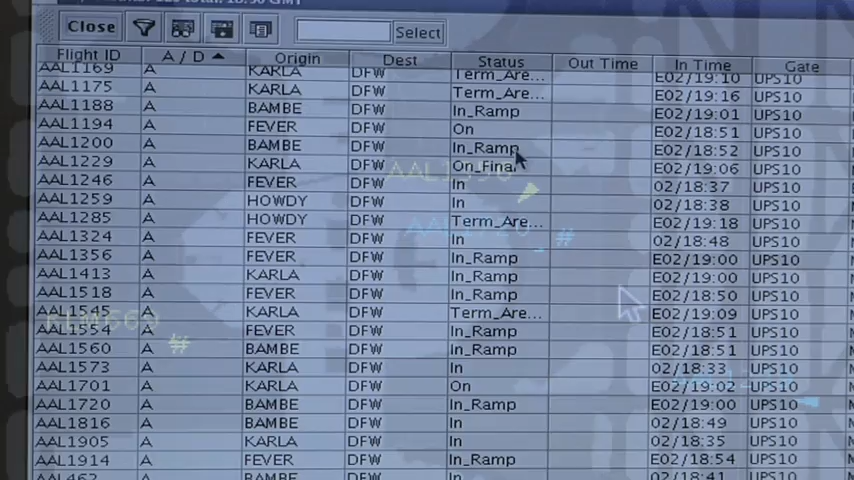 Close Select
Flight ID A / D Origin Dest Status Out Time In Time Gate
AAL1169 A KARLA DFW Term_Are... E02/19:10 UPS10
AAL1175 A KARLA DFW Term_Are... E02/19:16 UPS10
AAL1188 A BAMBE DFW In_Ramp E02/19:01 UPS10
AAL1194 A FEVER DFW On E02/18:51 UPS10
AAL1200 A BAMBE DFW In_Ramp E02/18:52 UPS10
AAL1229 A KARLA DFW On_Final E02/19:06 UPS10
AAL1246 A FEVER DFW In 02/18:37 UPS10
AAL1259 A HOWDY DFW In 02/18:38 UPS10
AAL1285 A HOWDY DFW Term_Are... E02/19:18 UPS10
AAL1324 A FEVER DFW In 02/18:48 UPS10
AAL1356 A FEVER DFW In_Ramp E02/19:00 UPS10
AAL1413 A KARLA DFW In_Ramp E02/19:00 UPS10
AAL1518 A FEVER DFW In_Ramp E02/18:50 UPS10
AAL1545 A KARLA DFW Term_Are... E02/19:09 UPS10
AAL1554 A FEVER DFW In_Ramp E02/18:51 UPS10
AAL1560 A BAMBE DFW In_Ramp E02/18:51 UPS10
AAL1573 A KARLA DFW In 02/18:33 UPS10
AAL1701 A KARLA DFW On E02/19:02 UPS10
AAL1720 A BAMBE DFW In_Ramp E02/19:00 UPS10
AAL1816 A BAMBE DFW In 02/18:49 UPS10
AAL1905 A KARLA DFW In 02/18:35 UPS10
AAL1914 A FEVER DFW In_Ramp E02/18:54 UPS10
AAL462 A BAMBE DFW In 02/18:41 UPS10